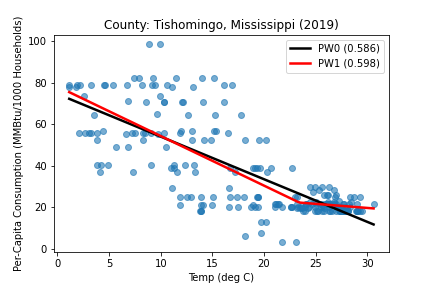 County: Tishomingo, Mississippi (2019)
PW0 (0.586)
PW1 (0.598)
Per-Capita Consumption (MMBtu/1000 Households)
100
80
60
40
20
0
0 5 10 15 20 25 30
Temp (deg C)